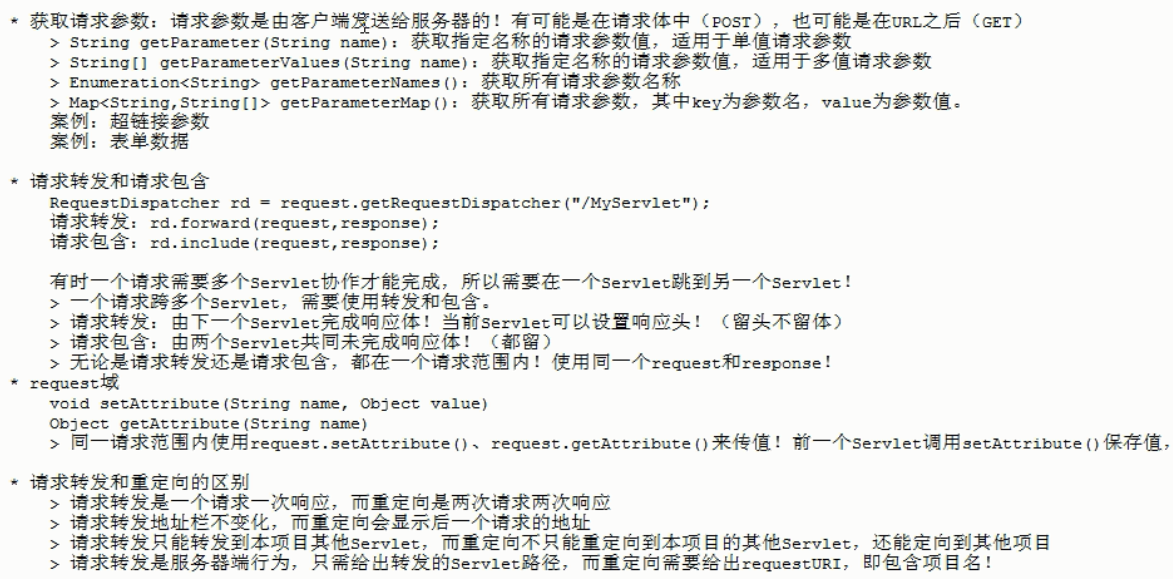 * 获取请求参数：请求参数是由客户端发送给服务器的！有可能是在请求体中（POST），也可能是在URL之后（GET）
> String getParameter(String name)：获取指定名称的请求参数值，适用于单值请求参数
> String[] getParameterValues(String name)：获取指定名称的请求参数值，适用于多值请求参数
> Enumeration<String> getParameterNames()：获取所有请求参数名称
> Map<String,String[]> getParameterMap()：获取所有请求参数，其中key为参数名，value为参数值。
案例：超链接参数
案例：表单数据
* 请求转发和请求包含
RequestDispatcher rd = request.getRequestDispatcher("/MyServlet");
请求转发：rd.forward(request,response);
请求包含：rd.include(request,response);
有时一个请求需要多个Servlet协作才能完成，所以需要在一个Servlet跳到另一个Servlet！
> 一个请求跨多个Servlet，需要使用转发和包含。
> 请求转发：由下一个Servlet完成响应体！当前Servlet可以设置响应头！（留头不留体）
> 请求包含：由两个Servlet共同未完成响应体！（都留）
> 无论是请求转发还是请求包含，都在一个请求范围内！使用同一个request和response！
* request域
void setAttribute(String name, Object value)
Object getAttribute(String name)
> 同一请求范围内使用request.setAttribute()、request.getAttribute()来传值！前一个Servlet调用setAttribute()保存值，
* 请求转发和重定向的区别
> 请求转发是一个请求一次响应，而重定向是两次请求两次响应
> 请求转发地址栏不变化，而重定向会显示后一个请求的地址
> 请求转发只能转发到本项目其他Servlet，而重定向不只能重定向到本项目的其他Servlet，还能定向到其他项目
> 请求转发是服务器端行为，只需给出转发的Servlet路径，而重定向需要给出requestURI，即包含项目名！